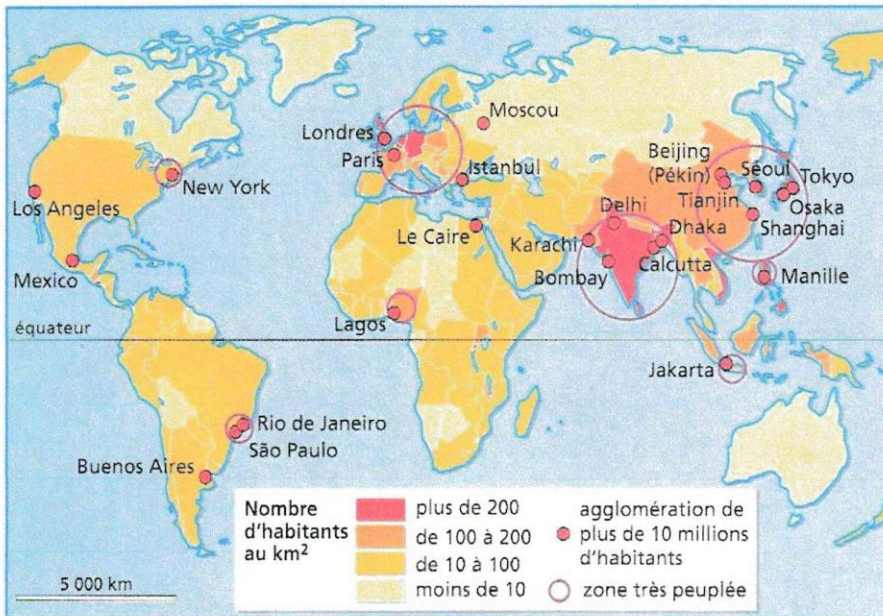 Moscou
Londres
Paris
Istanbul
Beijing
(Pékin)
Séoul
Tokyo
Tianjin
Osaka
Shanghai
New York
Los Angeles
Delhi
Dhaka
Le Caire
Karachi
Bombay
Calcutta
Mexico
Manille
Lagos
équateur
Jakarta
Rio de Janeiro
São Paulo
Buenos Aires
Nombre
d'habitants
au km²
plus de 200
de 100 à 200
de 10 à 100
moins de 10
agglomération de
plus de 10 millions
d'habitants
zone très peuplée
5 000 km